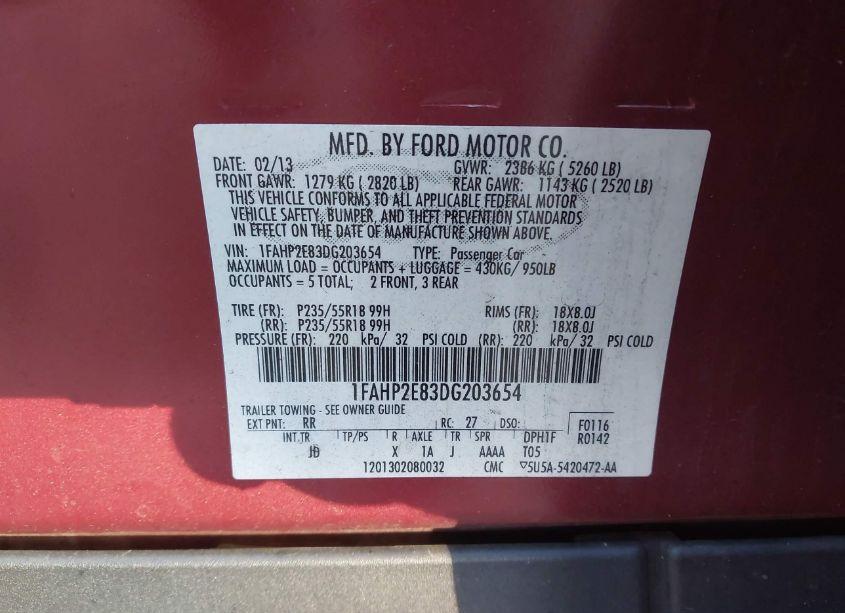 MFD. BY FORD MOTOR CO.
DATE: 02/13 GVWR: 2386 KG ( 5260 LB)
FRONT GAWR: 1279 KG ( 2820 LB) REAR GAWR: 1143 KG ( 2520 LB)
THIS VEHICLE CONFORMS TO ALL APPLICABLE FEDERAL MOTOR
VEHICLE SAFETY, BUMPER, AND THEFT PREVENTION STANDARDS
IN EFFECT ON THE DATE OF MANUFACTURE SHOWN ABOVE.
VIN: 1FAHP2E83DG203654 TYPE: Passenger Car
MAXIMUM LOAD = OCCUPANTS + LUGGAGE = 430KG/ 950LB
OCCUPANTS = 5 TOTAL; 2 FRONT, 3 REAR
TIRE (FR): P235/55R18 99H RIMS (FR): 18X8.0J
(RR): P235/55R18 99H (RR): 18X8.0J
PRESSURE (FR): 220 kPa/ 32 PSI COLD (RR): 220 kPa/ 32 PSI COLD
1FAHP2E83DG203654
TRAILER TOWING - SEE OWNER GUIDE
EXT PNT: RR RC: 27 DSO: F0116
R0142
INT TR TP/PS R AXLE TR SPR DPH1F
JD X 1A J AAAA T05
1201302080032 CMC ▽5U5A-5420472-AA